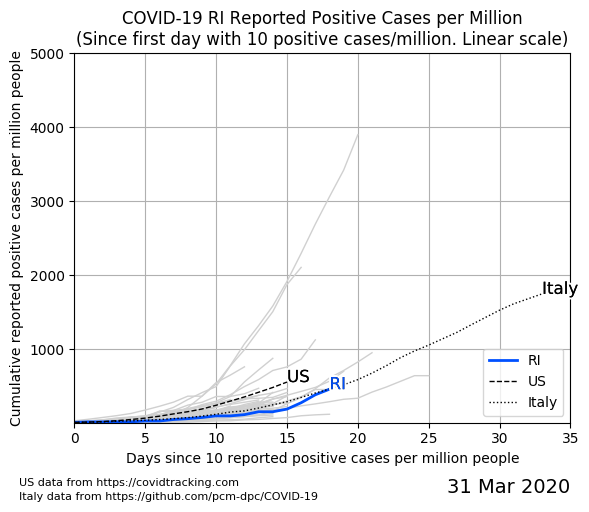 COVID-19 RI Reported Positive Cases per Million
(Since first day with 10 positive cases/million. Linear scale)
Cumulative reported positive cases per million people
5000
4000
3000
2000
1000
Italy
US
RI
RI
US
Italy
0 5 10 15 20 25 30 35
Days since 10 reported positive cases per million people
US data from https://covidtracking.com
Italy data from https://github.com/pcm-dpc/COVID-19
31 Mar 2020